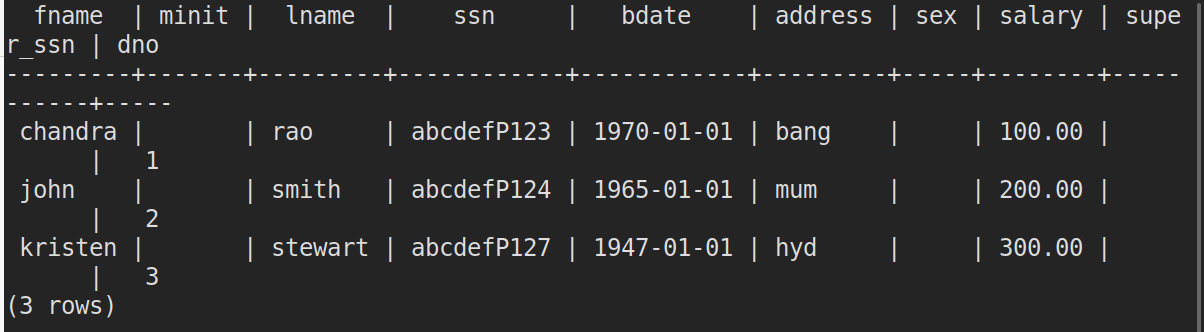 fname  | minit |  lname  |    ssn     |   bdate    | address | sex | salary | supe
r_ssn | dno
---------+-------+---------+------------+------------+---------+-----+--------+-----
------+-----
 chandra |       | rao     | abcdefP123 | 1970-01-01 | bang    |     | 100.00 |
      |   1
 john    |       | smith   | abcdefP124 | 1965-01-01 | mum     |     | 200.00 |
      |   2
 kristen |       | stewart | abcdefP127 | 1947-01-01 | hyd     |     | 300.00 |
      |   3
(3 rows)